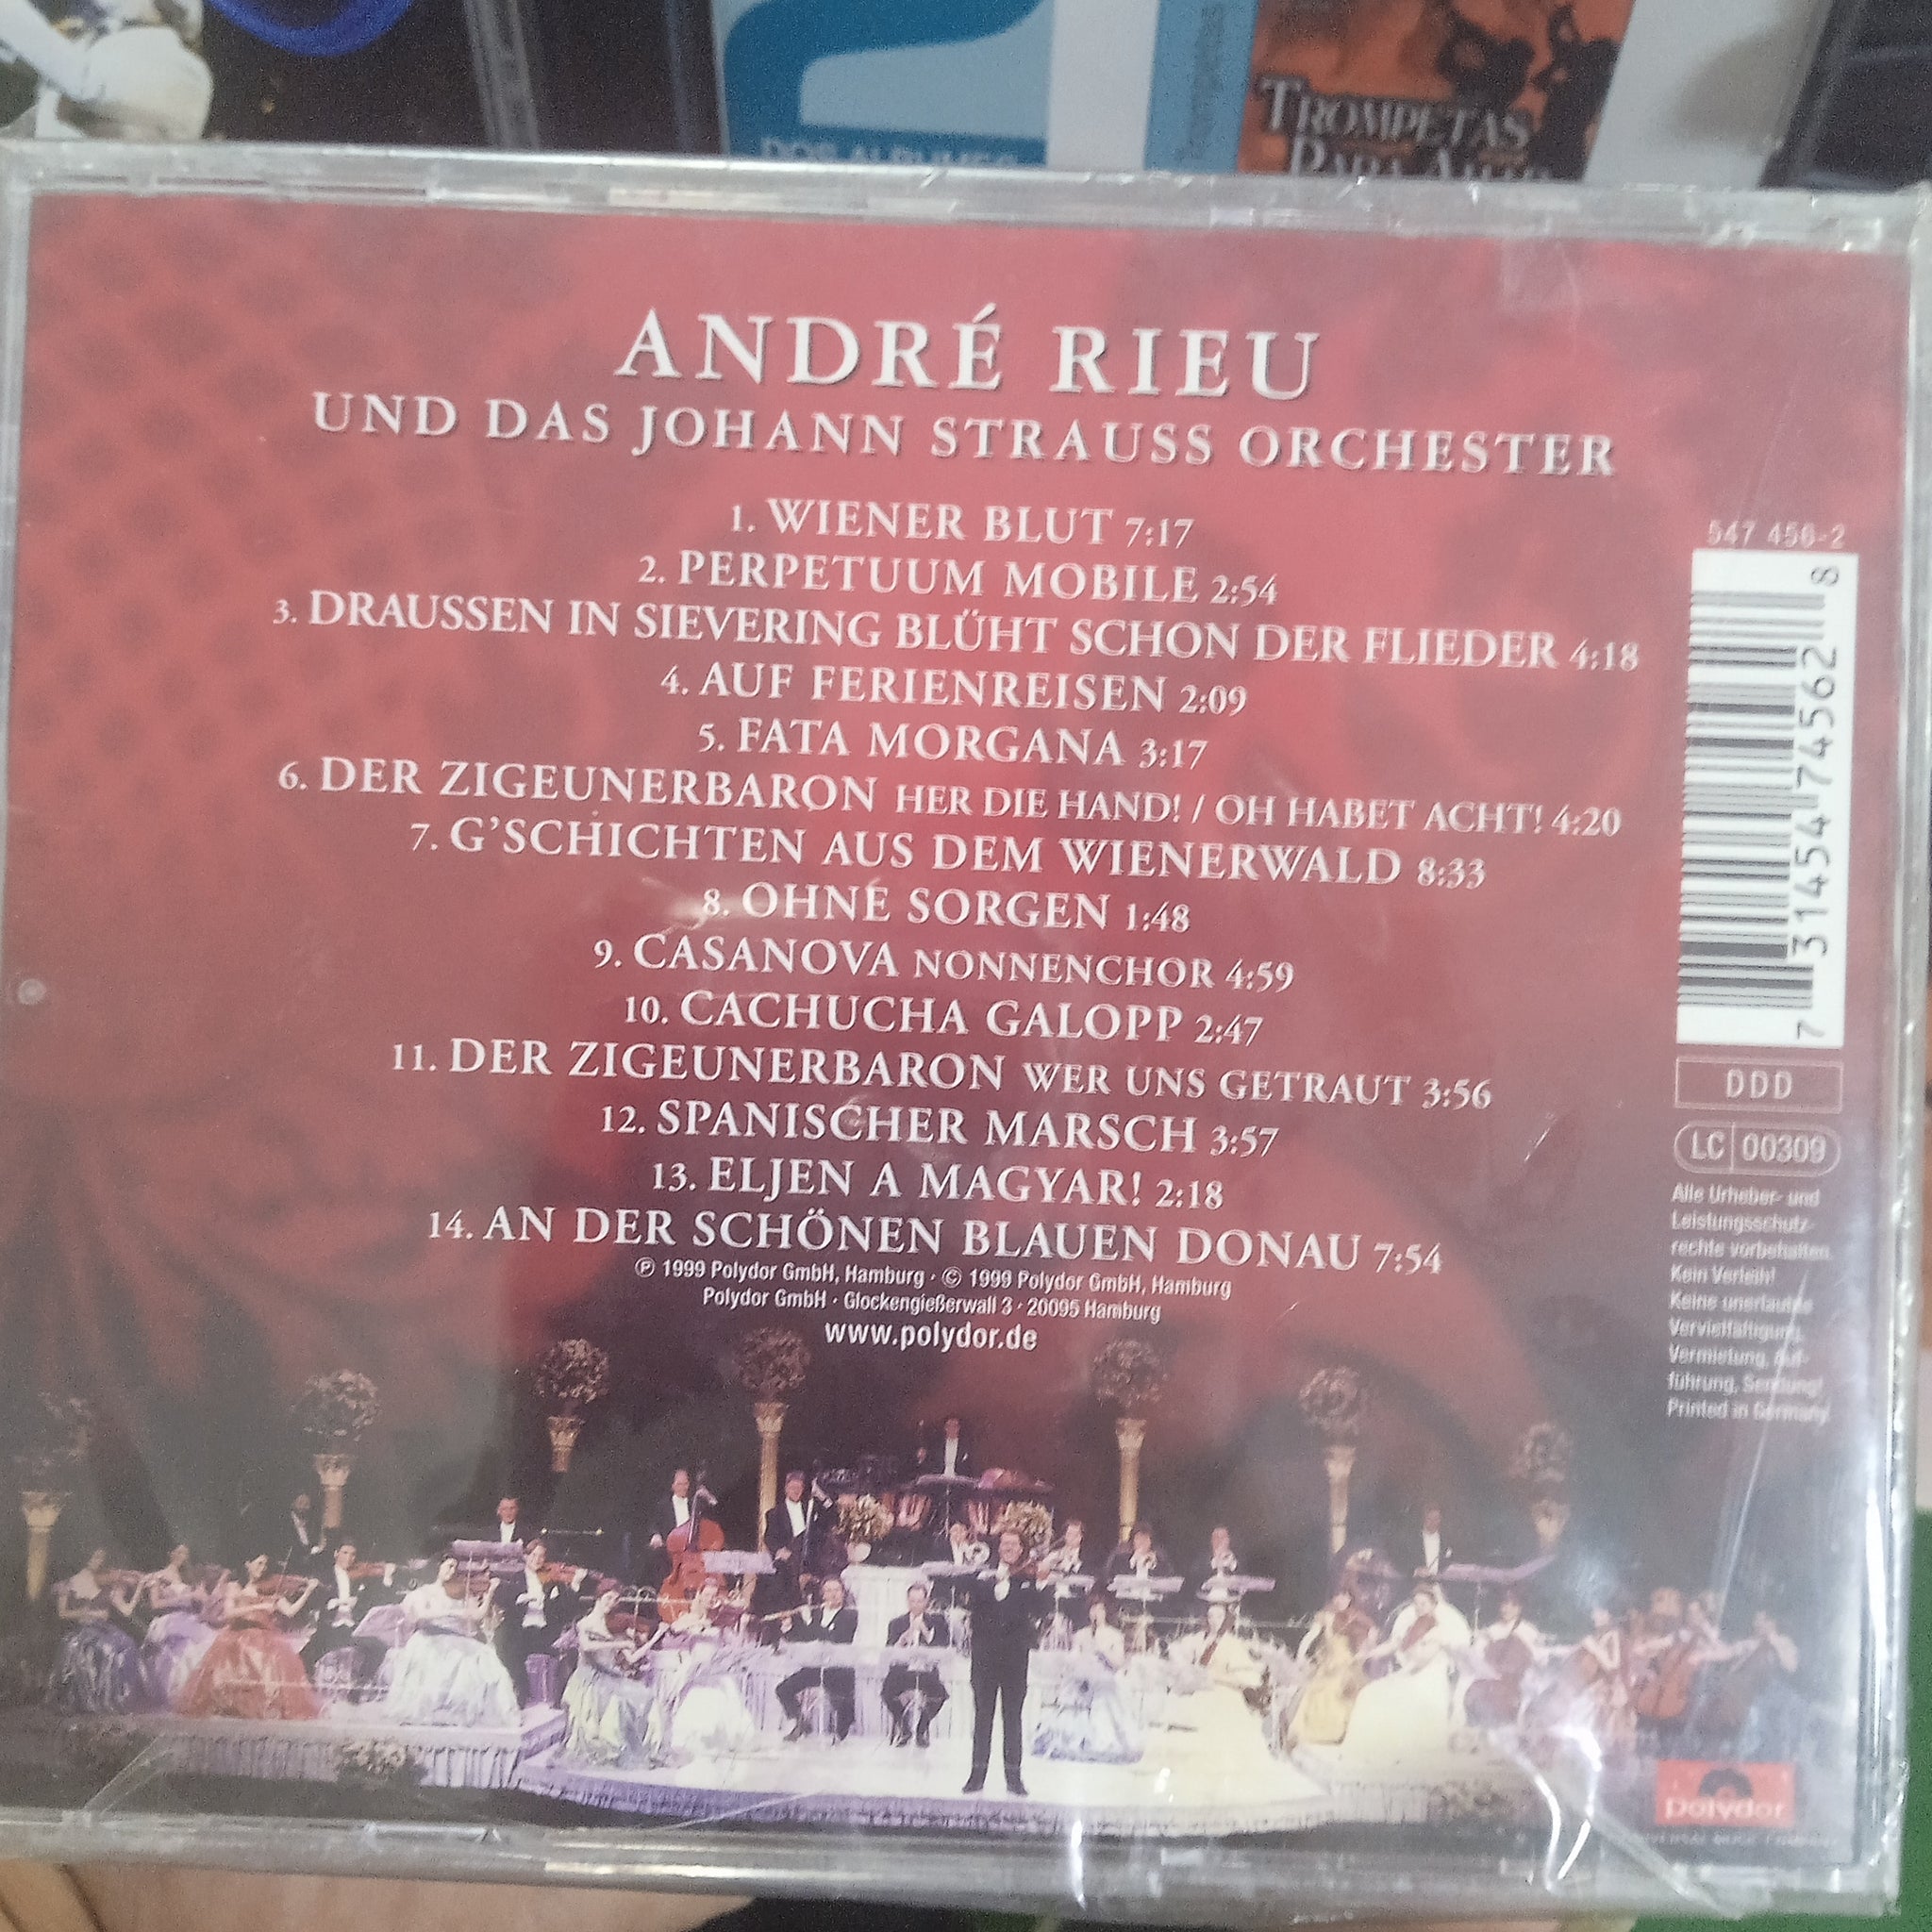 TROMPETAS
ANDRÉ RIEU
UND DAS JOHANN STRAUSS ORCHESTER
1. WIENER BLUT 7:17
2. PERPETUUM MOBILE 2:54
3. DRAUSSEN IN SIEVERING BLÜHT SCHON DER FLIEDER 4:18
4. AUF FERIENREISEN 2:09
5. FATA MORGANA 3:17
6. DER ZIGEUNERBARON HER DIE HAND! / OH HABET ACHT! 4:20
7. G'SCHICHTEN AUS DEM WIENERWALD 8:33
8. OHNE SORGEN 1:48
9. CASANOVA NONNENCHOR 4:59
10. CACHUCHA GALOPP 2:47
11. DER ZIGEUNERBARON WER UNS GETRAUT 3:56
12. SPANISCHER MARSCH 3:57
13. ELJEN A MAGYAR! 2:18
14. AN DER SCHÖNEN BLAUEN DONAU 7:54
℗ 1999 Polydor GmbH, Hamburg · © 1999 Polydor GmbH, Hamburg
Polydor GmbH · Glockengießerwall 3 · 20095 Hamburg
www.polydor.de
547 456-2
7 31454 74562 8
DDD
LC 00309
Alle Urheber- und
Leistungsschutz-
rechte vorbehalten.
Kein Verleih!
Keine unerlaubte
Vervielfältigung,
Vermietung, Auf-
führung, Sendung!
Printed in Germany
Polydor